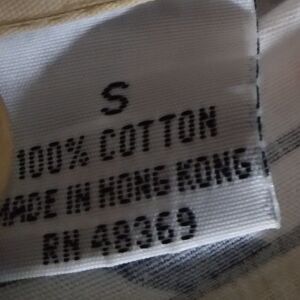 S
100% COTTON
MADE IN HONG KONG
RN 48369